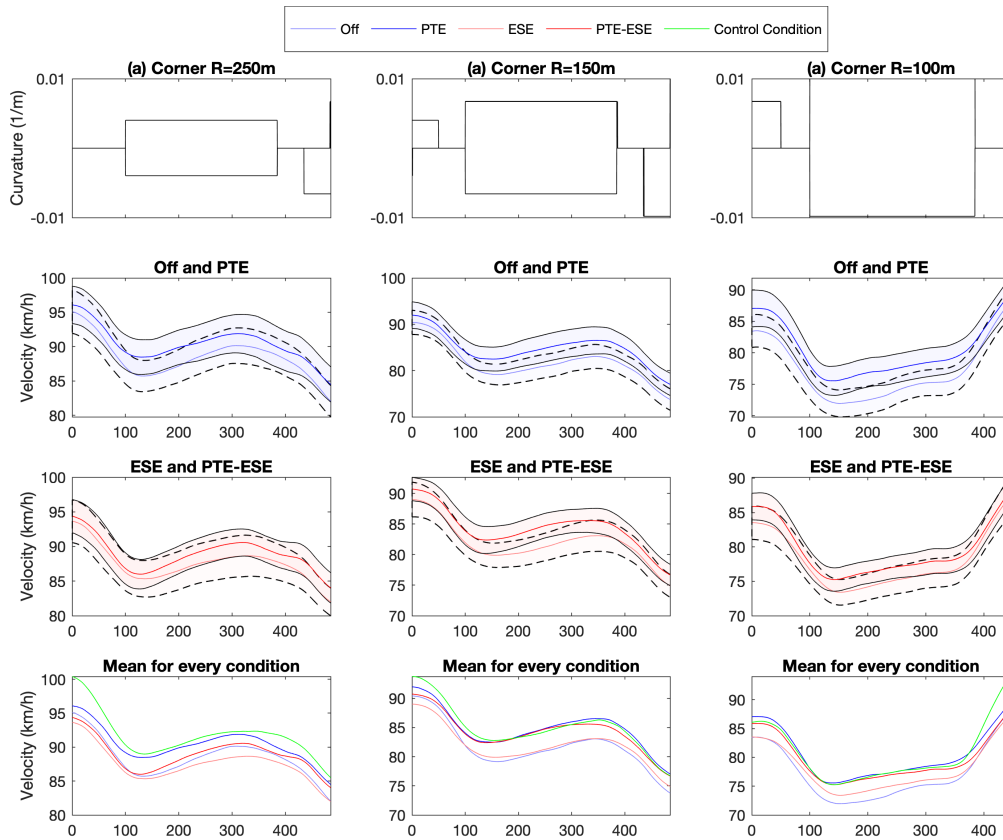 Off PTE ESE PTE-ESE Control Condition
(a) Corner R=250m (a) Corner R=150m (a) Corner R=100m
0.01 0.01 0.01
Curvature (1/m)
-0.01 -0.01 -0.01
Off and PTE Off and PTE Off and PTE
Velocity (km/h)
100 95 90 85 80
100 90 80 70
90 85 80 75 70
0 100 200 300 400 0 100 200 300 400 0 100 200 300 400
ESE and PTE-ESE ESE and PTE-ESE ESE and PTE-ESE
Velocity (km/h)
100 95 90 85 80
90 85 80 75 70
90 85 80 75 70
0 100 200 300 400 0 100 200 300 400 0 100 200 300 400
Mean for every condition Mean for every condition Mean for every condition
Velocity (km/h)
100 95 90 85 80
90 80 70
90 85 80 75 70
0 100 200 300 400 0 100 200 300 400 0 100 200 300 400